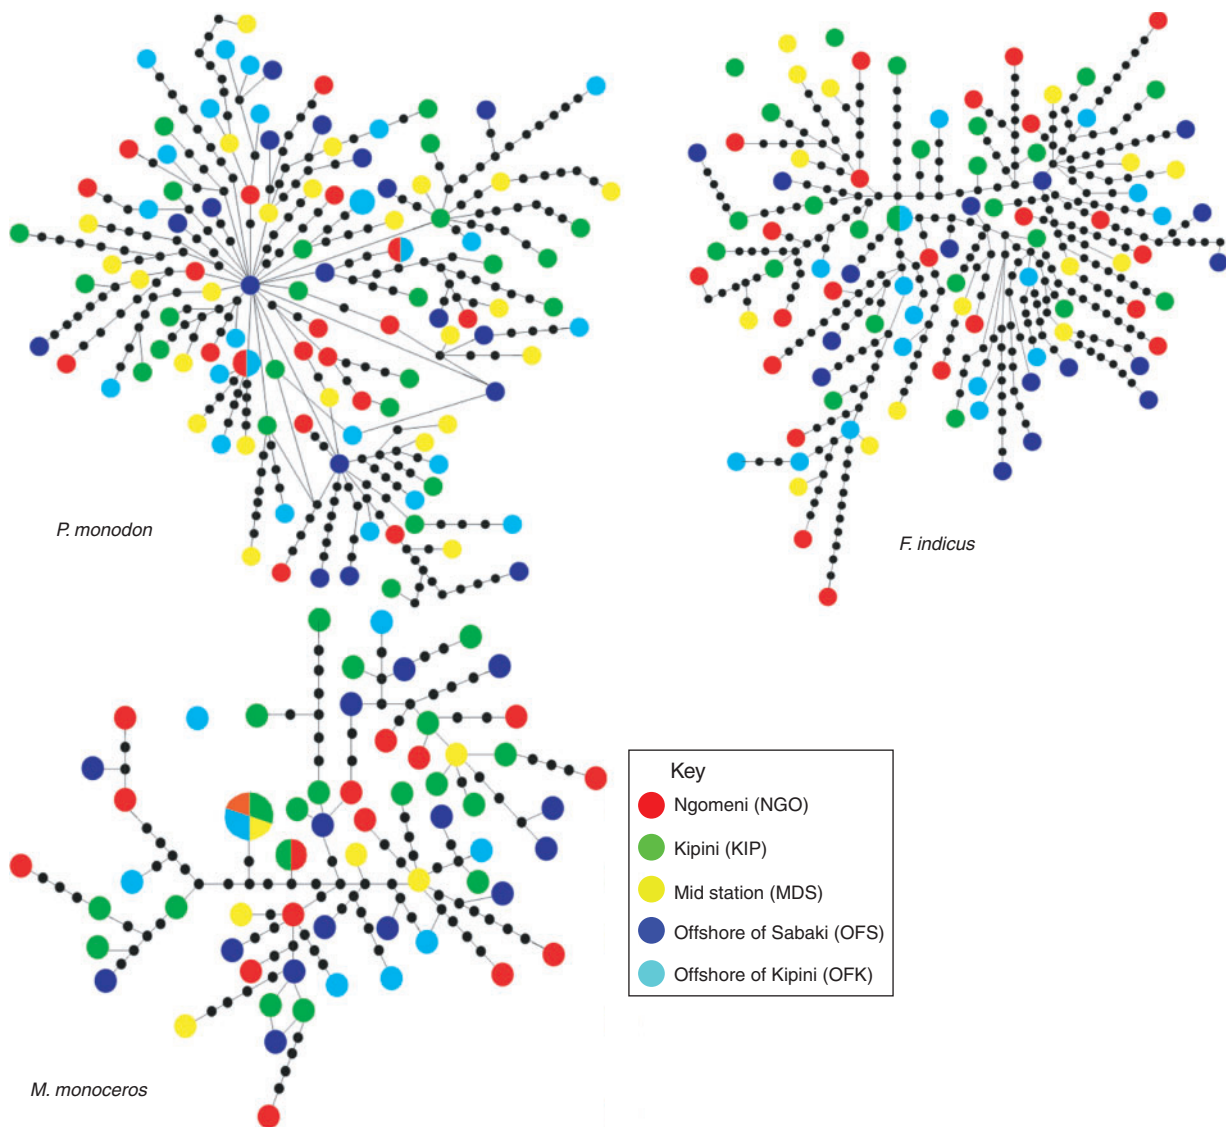 P. monodon
F. indicus
Key
Ngomeni (NGO)
Kipini (KIP)
Mid station (MDS)
Offshore of Sabaki (OFS)
Offshore of Kipini (OFK)
M. monoceros